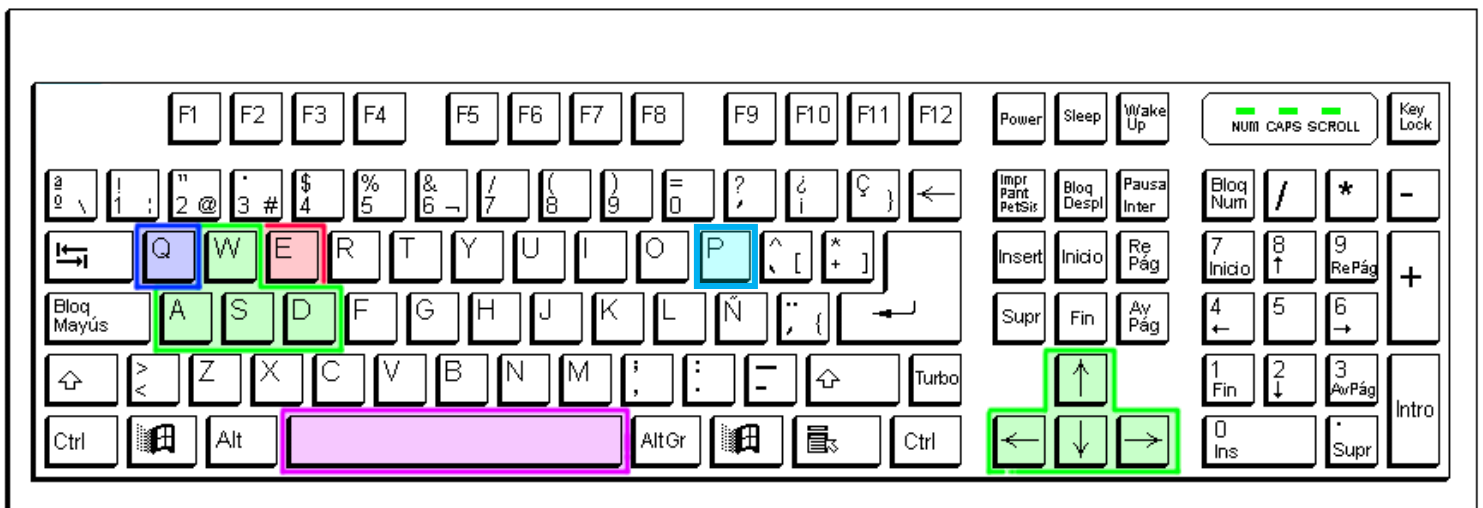 F1 F2 F3 F4 F5 F6 F7 F8 F9 F10 F11 F12 Power Sleep Wake Up NUM CAPS SCROLL Key Lock
ª º \ ! 1 ¦ " 2 @ · 3 # $ 4 % 5 & 6 ¬ / 7 ( 8 ) 9 = 0 ? ' ¿ ¡ Ç } ← Impr Pant PetSis Bloq Despl Pausa Inter Bloq Num / * -
Q W E R T Y U I O P ^ ` [ * + ] Insert Inicio Re Pág 7 Inicio 8 ↑ 9 RePág +
Bloq Mayús A S D F G H J K L Ñ ¨ ´ { Supr Fin Av Pág 4 ← 5 6 →
> < Z X C V B N M ; , : . _ - Turbo ↑ 1 Fin 2 ↓ 3 AvPág Intro
Ctrl Alt AltGr Ctrl ← ↓ → 0 Ins . Supr